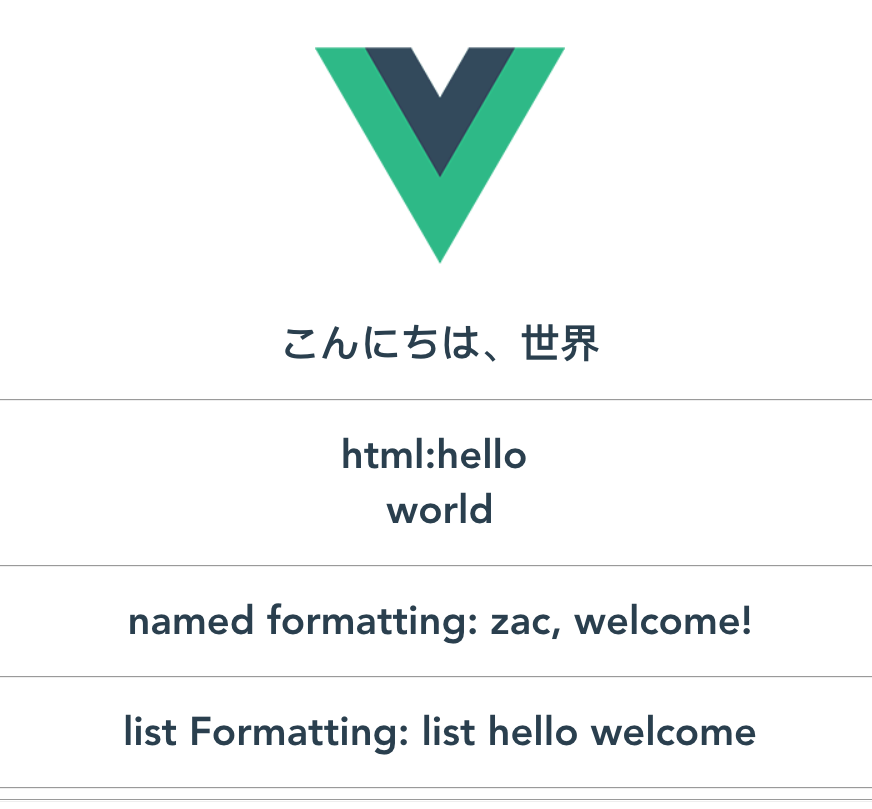 こんにちは、世界
html:hello
world
named formatting: zac, welcome!
list Formatting: list hello welcome